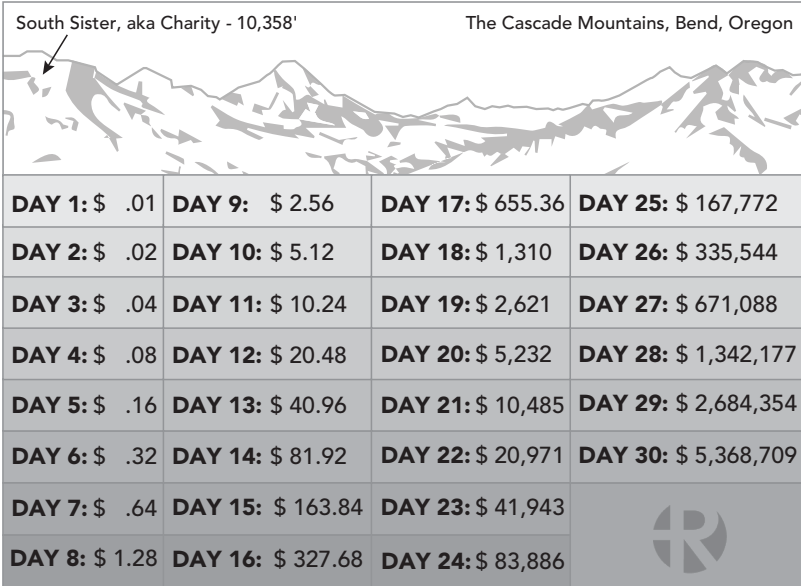 South Sister, aka Charity - 10,358'
The Cascade Mountains, Bend, Oregon
DAY 1: $ .01
DAY 2: $ .02
DAY 3: $ .04
DAY 4: $ .08
DAY 5: $ .16
DAY 6: $ .32
DAY 7: $ .64
DAY 8: $ 1.28
DAY 9: $ 2.56
DAY 10: $ 5.12
DAY 11: $ 10.24
DAY 12: $ 20.48
DAY 13: $ 40.96
DAY 14: $ 81.92
DAY 15: $ 163.84
DAY 16: $ 327.68
DAY 17: $ 655.36
DAY 18: $ 1,310
DAY 19: $ 2,621
DAY 20: $ 5,232
DAY 21: $ 10,485
DAY 22: $ 20,971
DAY 23: $ 41,943
DAY 24: $ 83,886
DAY 25: $ 167,772
DAY 26: $ 335,544
DAY 27: $ 671,088
DAY 28: $ 1,342,177
DAY 29: $ 2,684,354
DAY 30: $ 5,368,709
R